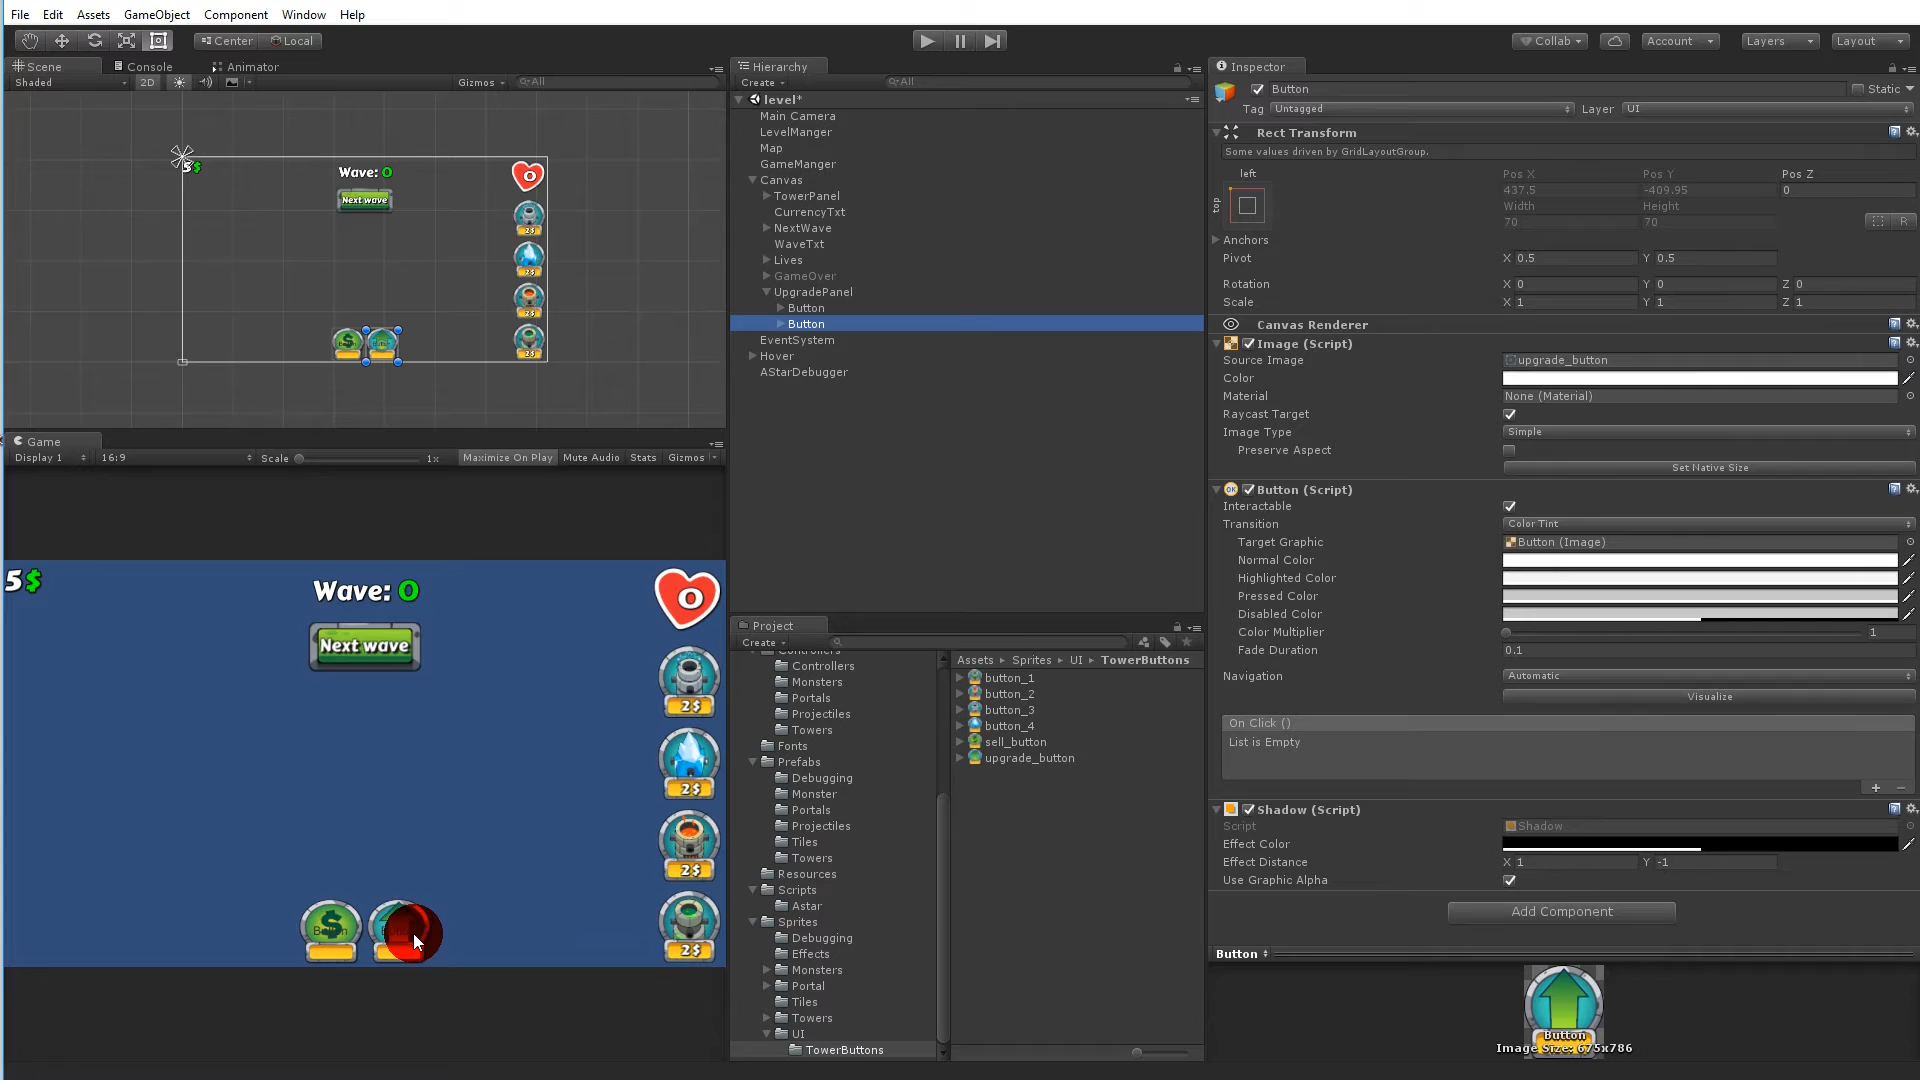 File Edit Assets GameObject Component Window Help
Center Local
Collab Account Layers Layout
Scene Console Animator
Shaded 2D Gizmos All
5$
Wave: 0
Next wave
0
2$
2$
2$
2$
Game
Display 1 16:9 Scale 1x Maximize On Play Mute Audio Stats Gizmos
5$
Wave: 0
Next wave
0
2$
2$
2$
2$
Button
Hierarchy
Create All
level*
Main Camera
LevelManger
Map
GameManger
Canvas
TowerPanel
CurrencyTxt
NextWave
WaveTxt
Lives
GameOver
UpgradePanel
Button
Button
EventSystem
Hover
AStarDebugger
Project
Create
Controllers
Controllers
Monsters
Portals
Projectiles
Towers
Fonts
Prefabs
Debugging
Monster
Portals
Projectiles
Tiles
Towers
Resources
Scripts
Astar
Sprites
Debugging
Effects
Monsters
Portal
Tiles
Towers
UI
TowerButtons
Assets Sprites UI TowerButtons
button_1
button_2
button_3
button_4
sell_button
upgrade_button
Inspector
Button Static
Tag Untagged Layer UI
Rect Transform
Some values driven by GridLayoutGroup.
left
top
Pos X Pos Y Pos Z
437.5 -409.95 0
Width Height
70 70
R
Anchors
Pivot X 0.5 Y 0.5
Rotation X 0 Y 0 Z 0
Scale X 1 Y 1 Z 1
Canvas Renderer
Image (Script)
Source Image upgrade_button
Color
Material None (Material)
Raycast Target
Image Type Simple
Preserve Aspect
Set Native Size
OK Button (Script)
Interactable
Transition Color Tint
Target Graphic Button (Image)
Normal Color
Highlighted Color
Pressed Color
Disabled Color
Color Multiplier 1
Fade Duration 0.1
Navigation Automatic
Visualize
On Click ()
List is Empty
Shadow (Script)
Script Shadow
Effect Color
Effect Distance X 1 Y -1
Use Graphic Alpha
Add Component
Button
Button
Image Size: 675x786